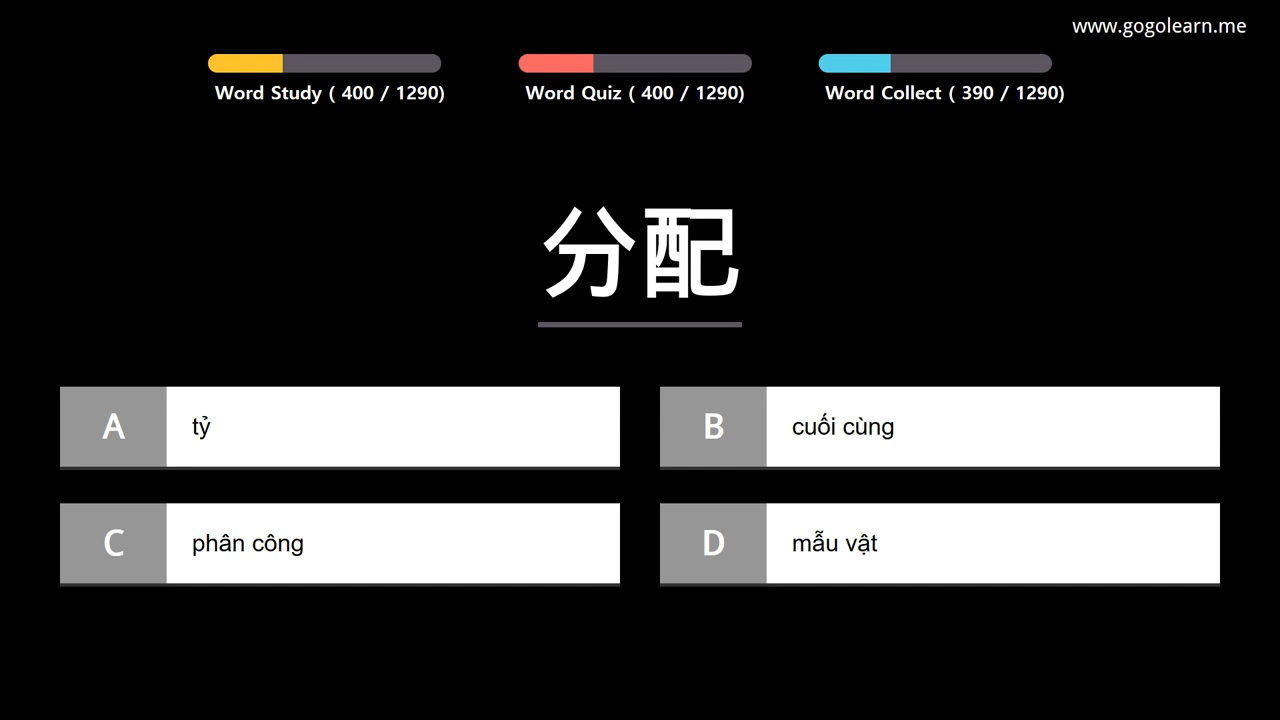 www.gogolearn.me
Word Study ( 400 / 1290)
Word Quiz ( 400 / 1290)
Word Collect ( 390 / 1290)
分配
A tỷ
B cuối cùng
C phân công
D mẫu vật